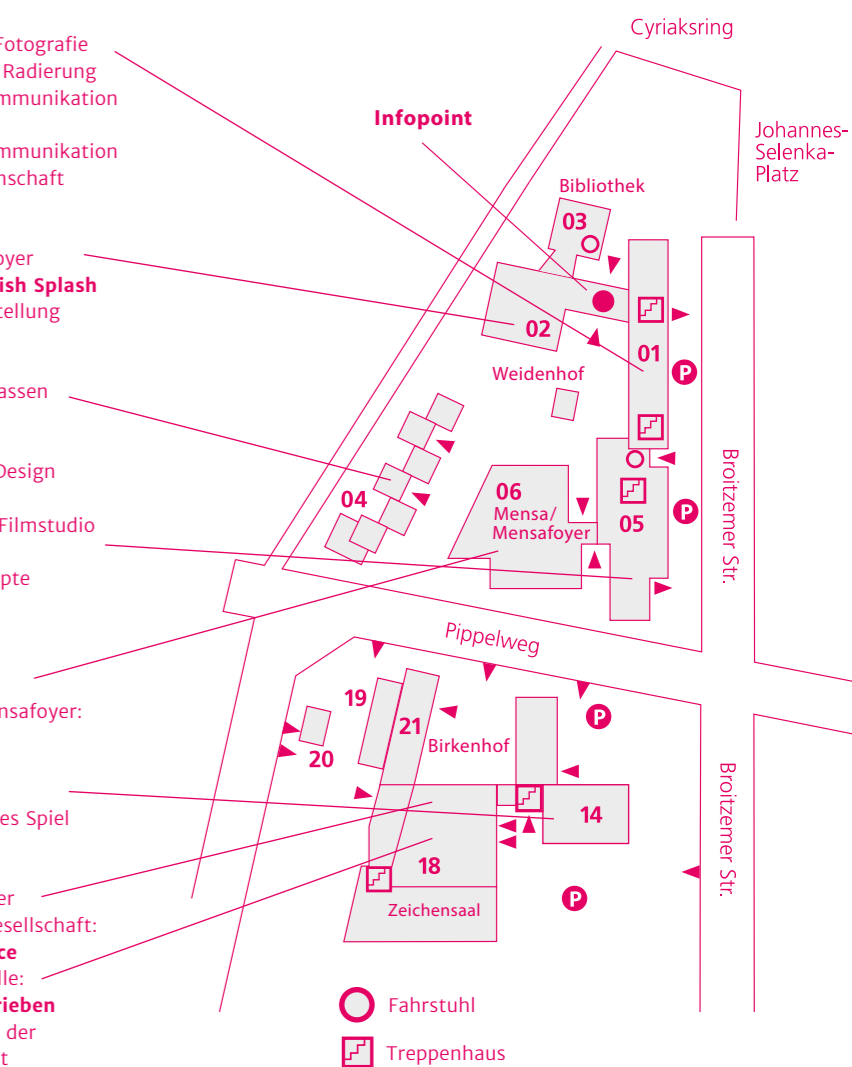 Fotografie
Radierung
mmunikation
mmunikation
nschaft
oyer
ish Splash
tellung
assen
Design
Filmstudio
pte
nsafoyer:
es Spiel
er
esellschaft:
ce
lle:
rieben
der
t
Cyriaksring
Infopoint
Johannes-
Selenka-
Platz
Bibliothek
03
02
01
P
Weidenhof
04
06
Mensa/
Mensafoyer
05
P
Broitzemer Str.
Pippelweg
19
21
20
Birkenhof
P
14
18
Zeichensaal
P
Broitzemer Str.
Fahrstuhl
Treppenhaus